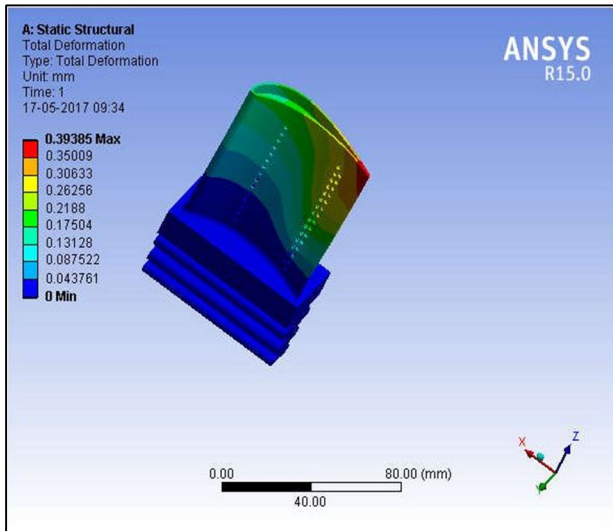 A: Static Structural
Total Deformation
Type: Total Deformation
Unit: mm
Time: 1
17-05-2017 09:34
ANSYS
R15.0
0.39385 Max
0.35009
0.30633
0.26256
0.2188
0.17504
0.13128
0.087522
0.043761
0 Min
X
Z
Y
0.00
80.00 (mm)
40.00